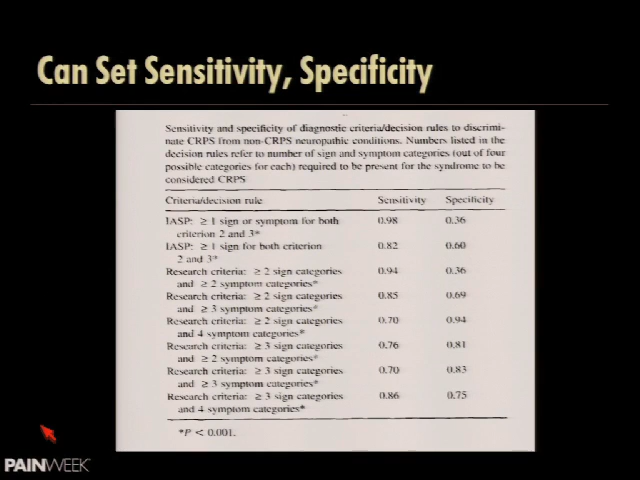 Can Set Sensitivity, Specificity
Sensitivity and specificity of diagnostic criteria/decision rules to discrimi-
nate CRPS from non-CRPS neuropathic conditions. Numbers listed in the
decision rules refer to number of sign and symptom categories (out of four
possible categories for each) required to be present for the syndrome to be
considered CRPS
Criteria/decision rule Sensitivity Specificity
IASP: ≥ 1 sign or symptom for both 0.98 0.36
criterion 2 and 3*
IASP: ≥ 1 sign for both criterion 0.82 0.60
2 and 3*
Research criteria: ≥ 2 sign categories 0.94 0.36
and ≥ 2 symptom categories*
Research criteria: ≥ 2 sign categories 0.85 0.69
and ≥ 3 symptom categories*
Research criteria: ≥ 2 sign categories 0.70 0.94
and 4 symptom categories*
Research criteria: ≥ 3 sign categories 0.76 0.81
and ≥ 2 symptom categories*
Research criteria: ≥ 3 sign categories 0.70 0.83
and ≥ 3 symptom categories*
Research criteria: ≥ 3 sign categories 0.86 0.75
and 4 symptom categories*
*P < 0.001.
PAINWEEK